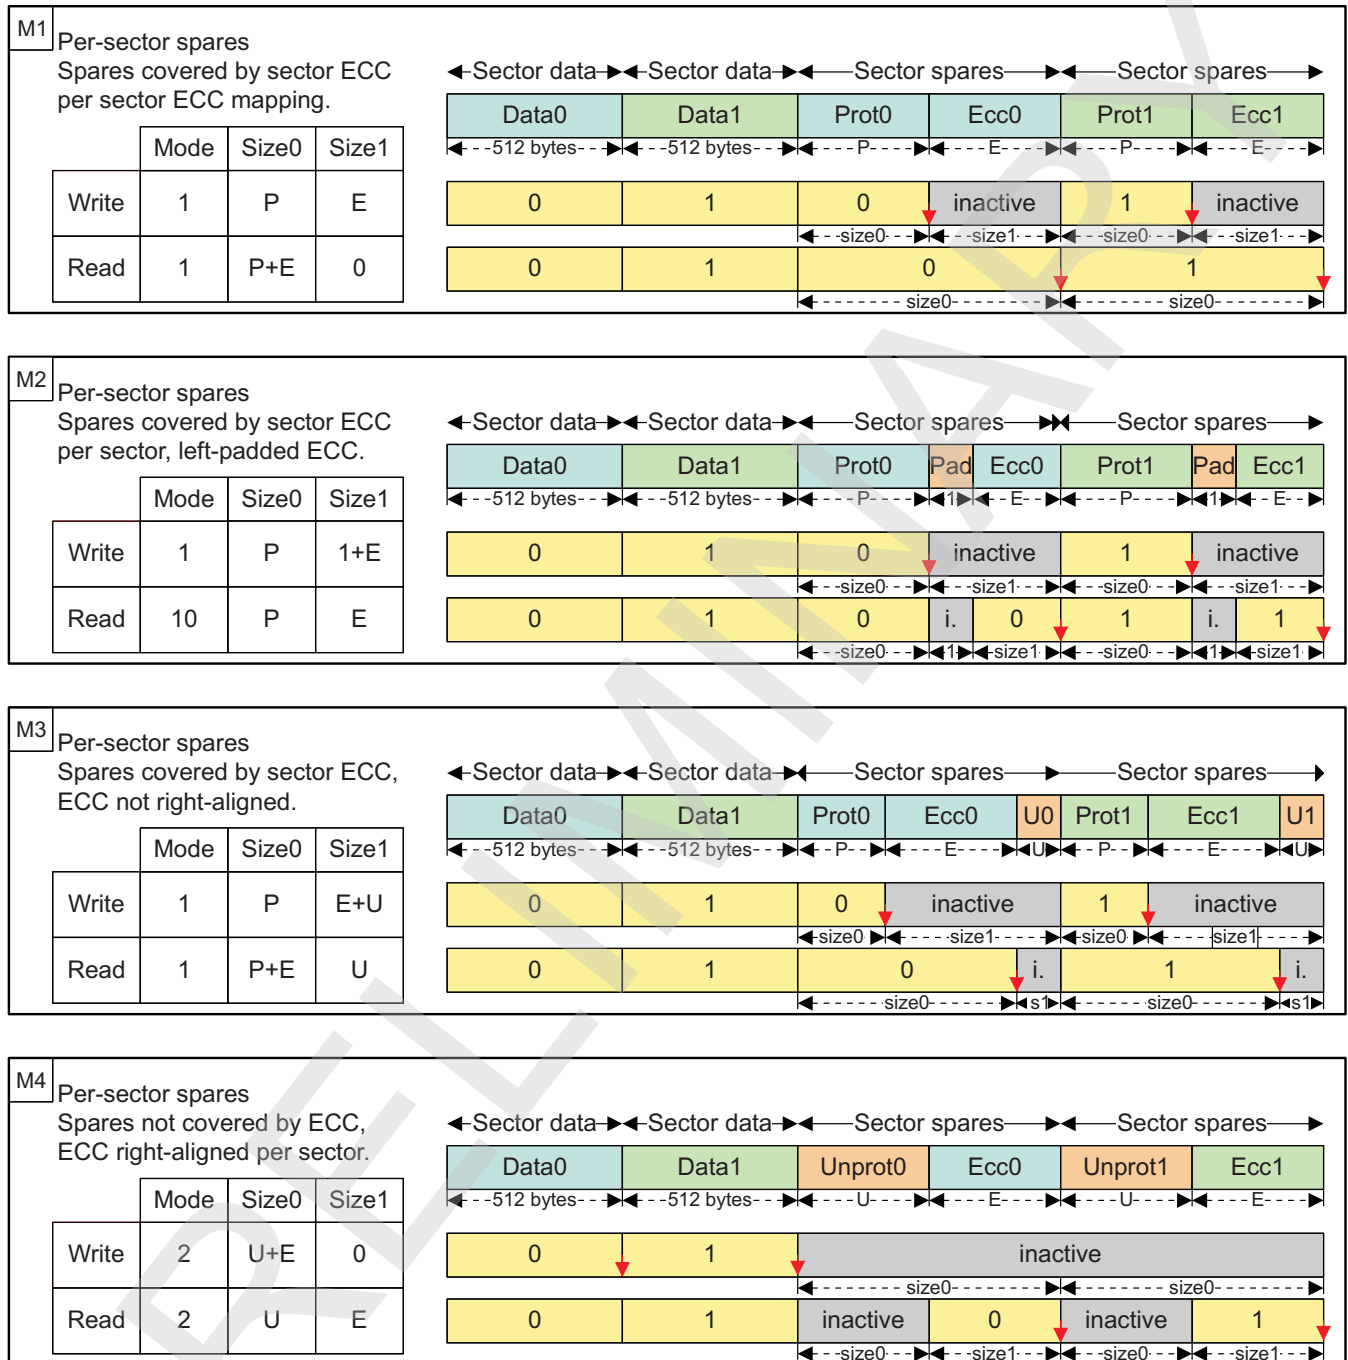 M1
Per-sector spares
Spares covered by sector ECC
per sector ECC mapping.
Mode Size0 Size1
Write 1 P E
Read 1 P+E 0
Sector data Sector data Sector spares Sector spares
Data0 Data1 Prot0 Ecc0 Prot1 Ecc1
512 bytes 512 bytes P E P E
0 1 0 inactive 1 inactive
size0 size1 size0 size1
0 1 0 1
size0 size0
M2
Per-sector spares
Spares covered by sector ECC
per sector, left-padded ECC.
Mode Size0 Size1
Write 1 P 1+E
Read 10 P E
Sector data Sector data Sector spares Sector spares
Data0 Data1 Prot0 Pad Ecc0 Prot1 Pad Ecc1
512 bytes 512 bytes P 1 E P 1 E
0 1 0 inactive 1 inactive
size0 size1 size0 size1
0 1 0 i. 0 1 i. 1
size0 1 size1 size0 1 size1
M3
Per-sector spares
Spares covered by sector ECC,
ECC not right-aligned.
Mode Size0 Size1
Write 1 P E+U
Read 1 P+E U
Sector data Sector data Sector spares Sector spares
Data0 Data1 Prot0 Ecc0 U0 Prot1 Ecc1 U1
512 bytes 512 bytes P E U P E U
0 1 0 inactive 1 inactive
size0 size1 size0 size1
0 1 0 i. 1 i.
size0 s1 size0 s1
M4
Per-sector spares
Spares not covered by ECC,
ECC right-aligned per sector.
Mode Size0 Size1
Write 2 U+E 0
Read 2 U E
Sector data Sector data Sector spares Sector spares
Data0 Data1 Unprot0 Ecc0 Unprot1 Ecc1
512 bytes 512 bytes U E U E
0 1 inactive
size0 size0
0 1 inactive 0 inactive 1
size0 size1 size0 size1
RELIMINARY